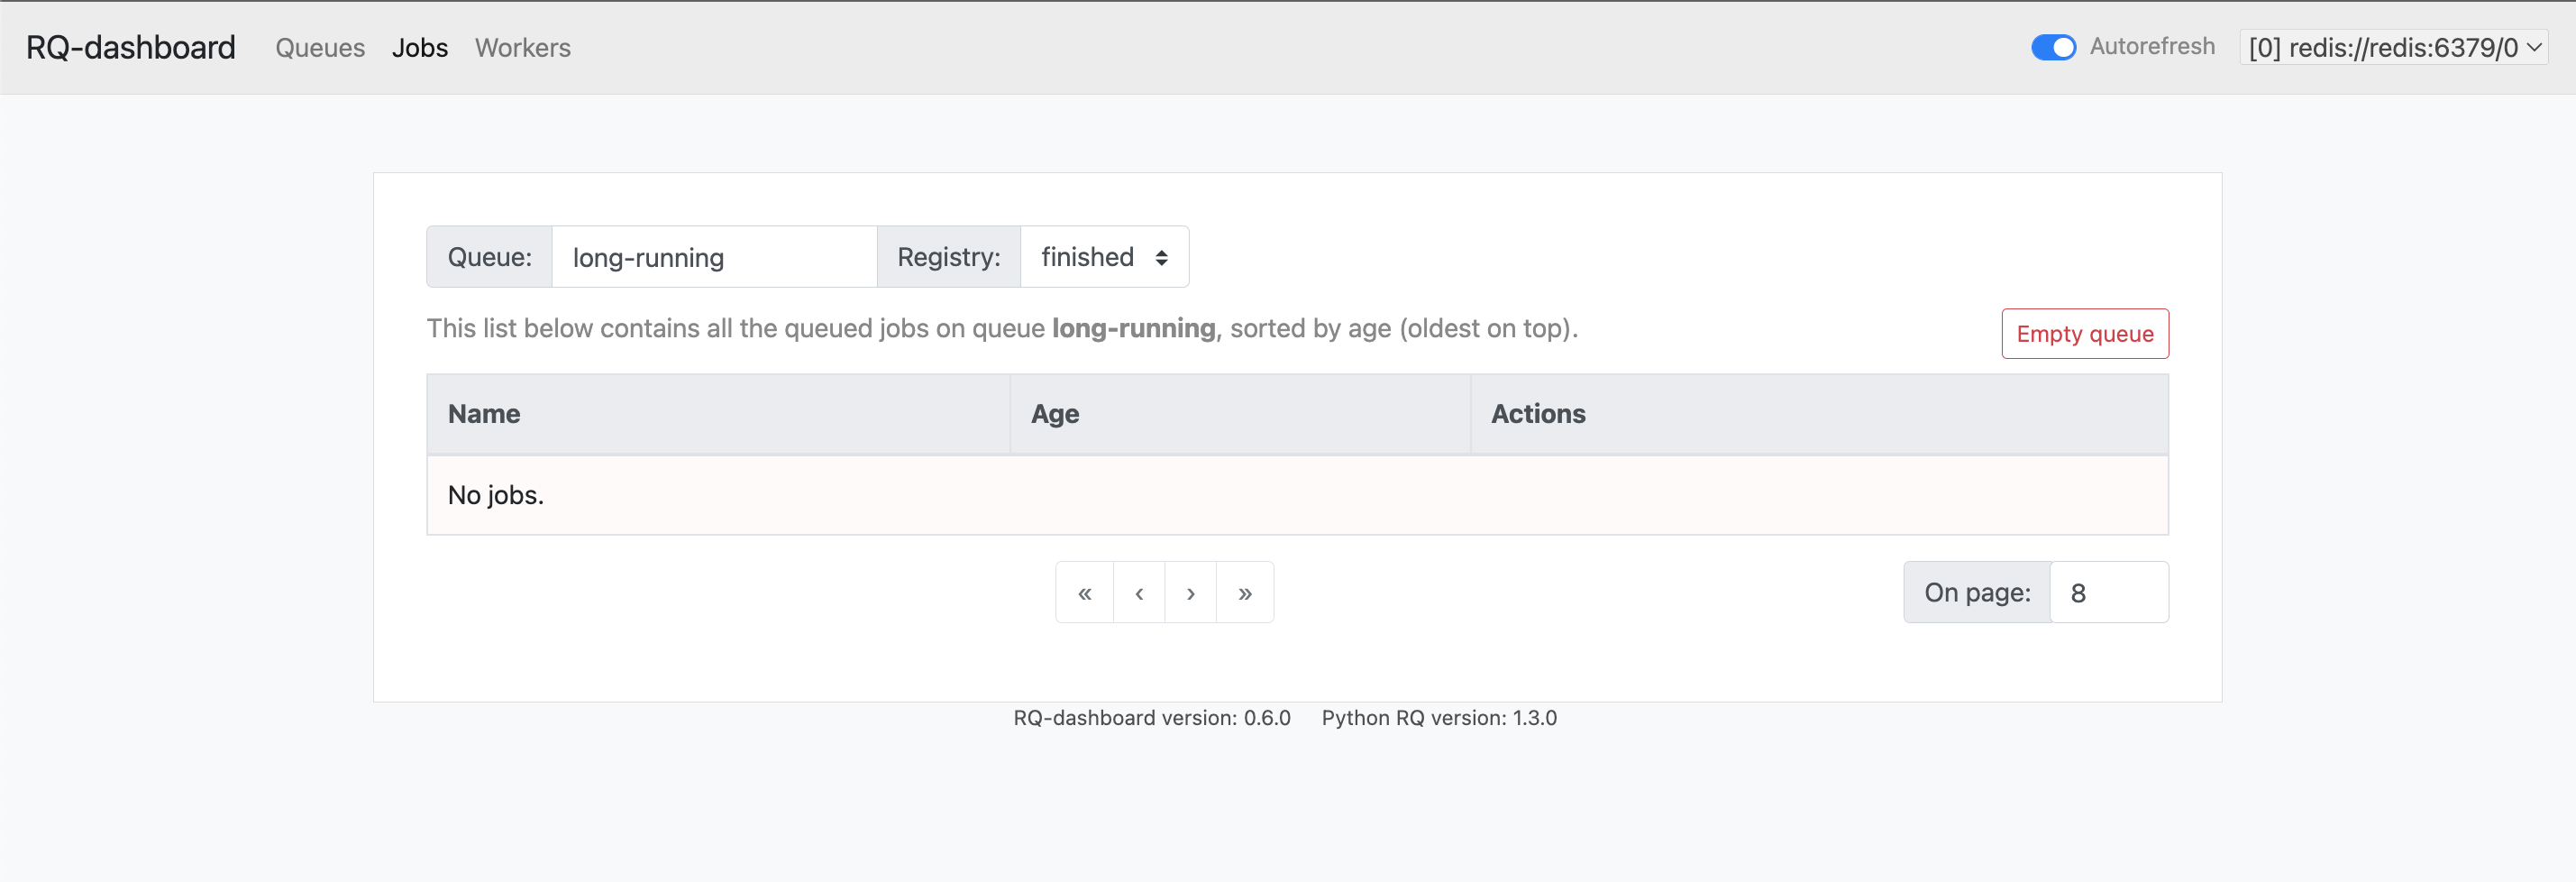 RQ-dashboard Queues Jobs Workers Autorefresh [0] redis://redis:6379/0
Queue: long-running Registry: finished
This list below contains all the queued jobs on queue long-running, sorted by age (oldest on top).
Empty queue
Name Age Actions
No jobs.
« ‹ › » On page: 8
RQ-dashboard version: 0.6.0 Python RQ version: 1.3.0